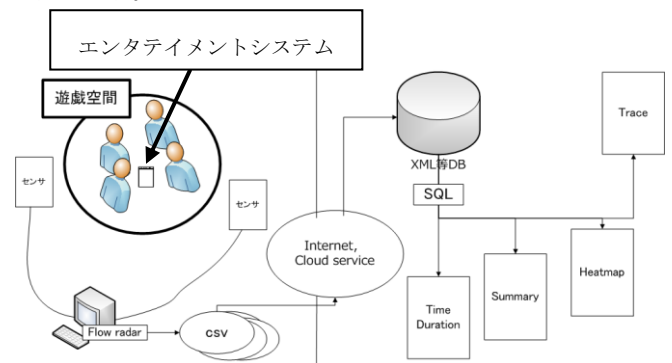 エンタテイメントシステム
遊戯空間
センサ
センサ
Flow radar
CSV
Internet,
Cloud service
XML等DB
SQL
Time
Duration
Summary
Heatmap
Trace